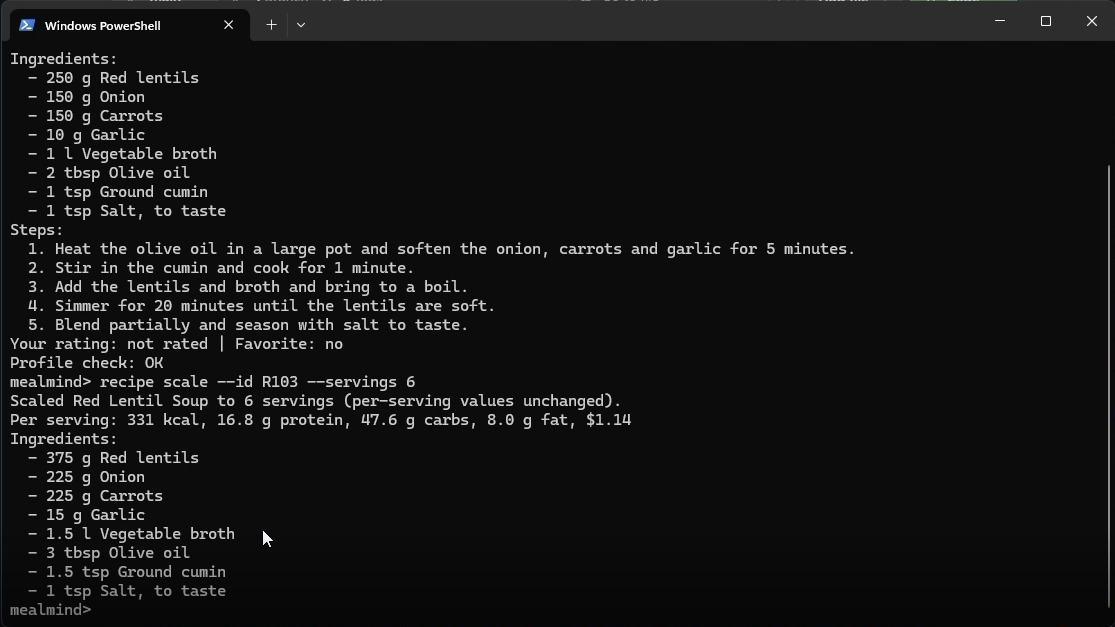 Windows PowerShell
Ingredients:
- 250 g Red lentils
- 150 g Onion
- 150 g Carrots
- 10 g Garlic
- 1 l Vegetable broth
- 2 tbsp Olive oil
- 1 tsp Ground cumin
- 1 tsp Salt, to taste
Steps:
1. Heat the olive oil in a large pot and soften the onion, carrots and garlic for 5 minutes.
2. Stir in the cumin and cook for 1 minute.
3. Add the lentils and broth and bring to a boil.
4. Simmer for 20 minutes until the lentils are soft.
5. Blend partially and season with salt to taste.
Your rating: not rated | Favorite: no
Profile check: OK
mealmind> recipe scale --id R103 --servings 6
Scaled Red Lentil Soup to 6 servings (per-serving values unchanged).
Per serving: 331 kcal, 16.8 g protein, 47.6 g carbs, 8.0 g fat, $1.14
Ingredients:
- 375 g Red lentils
- 225 g Onion
- 225 g Carrots
- 15 g Garlic
- 1.5 l Vegetable broth
- 3 tbsp Olive oil
- 1.5 tsp Ground cumin
- 1 tsp Salt, to taste
mealmind>